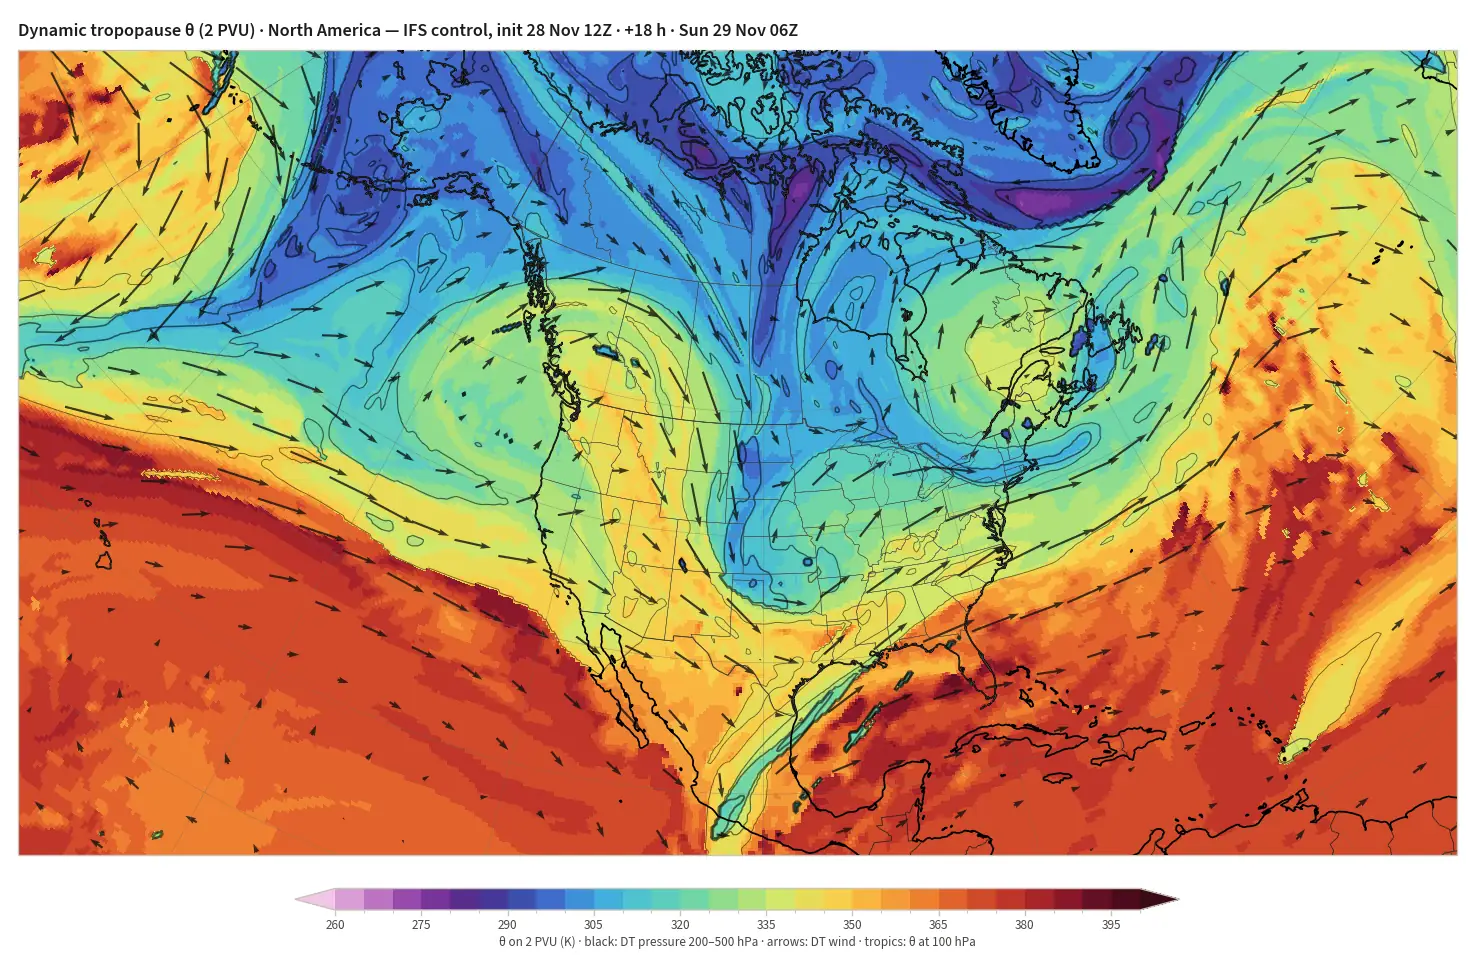 Dynamic tropopause θ (2 PVU) · North America — IFS control, init 28 Nov 12Z · +18 h · Sun 29 Nov 06Z
260 275 290 305 320 335 350 365 380 395
θ on 2 PVU (K) · black: DT pressure 200–500 hPa · arrows: DT wind · tropics: θ at 100 hPa